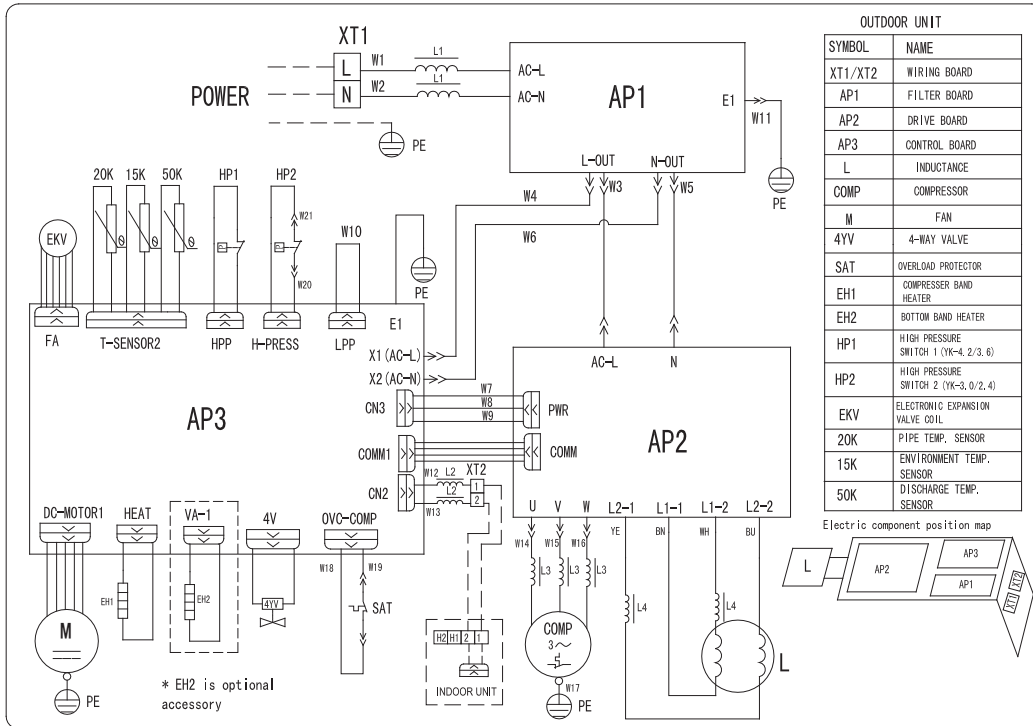 OUTDOOR UNIT
SYMBOL NAME
XT1/XT2 WIRING BOARD
AP1 FILTER BOARD
AP2 DRIVE BOARD
AP3 CONTROL BOARD
L INDUCTANCE
COMP COMPRESSOR
M FAN
4YV 4-WAY VALVE
SAT OVERLOAD PROTECTOR
EH1 COMPRESSER BAND
HEATER
EH2 BOTTOM BAND HEATER
HP1 HIGH PRESSURE
SWITCH 1 (YK-4.2/3.6)
HP2 HIGH PRESSURE
SWITCH 2 (YK-3.0/2.4)
EKV ELECTRONIC EXPANSION
VALVE COIL
20K PIPE TEMP. SENSOR
15K ENVIRONMENT TEMP.
SENSOR
50K DISCHARGE TEMP.
SENSOR
Electric component position map
L
AP2
AP3
AP1
XT1
XT2
XT1
POWER
L
N
W1
W2
L1
L1
PE
AC-L
AC-N
AP1
E1
W11
PE
L-OUT
N-OUT
W3
W5
W4
W6
20K
15K
50K
θ
θ
θ
HP1
P
HP2
P
W21
W20
W10
EKV
PE
FA
T-SENSOR2
HPP
H-PRESS
LPP
E1
X1(AC-L)
X2(AC-N)
AP3
CN3
W7
W8
W9
PWR
COMM1
COMM
CN2
W12
W13
L2
L2
XT2
1
2
AC-L
N
AP2
U
V
W
L2-1
L1-1
L1-2
L2-2
W14
W15
W16
YE
BN
WH
BU
L3
L3
L3
L4
L4
COMP
3~
W17
PE
L
DC-MOTOR1
HEAT
VA-1
4V
OVC-COMP
W18
W19
EH1
EH2
4YV
SAT
M
PE
* EH2 is optional
accessory
H2 H1 2 1
INDOOR UNIT